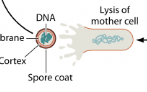 DNA
Lysis of
mother cell
brane
Cortex
Spore coat